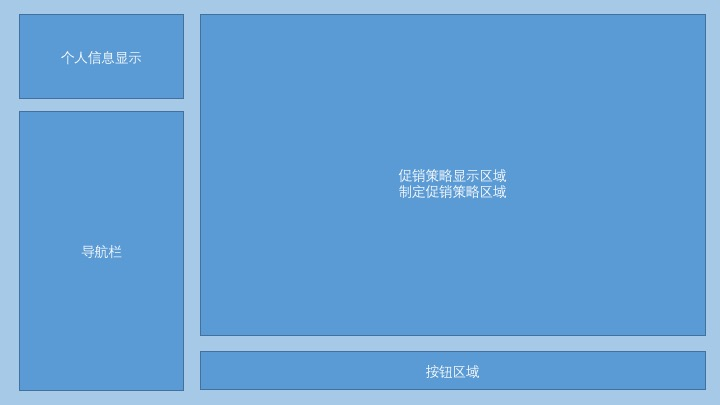 个人信息显示
导航栏
促销策略显示区域
制定促销策略区域
按钮区域